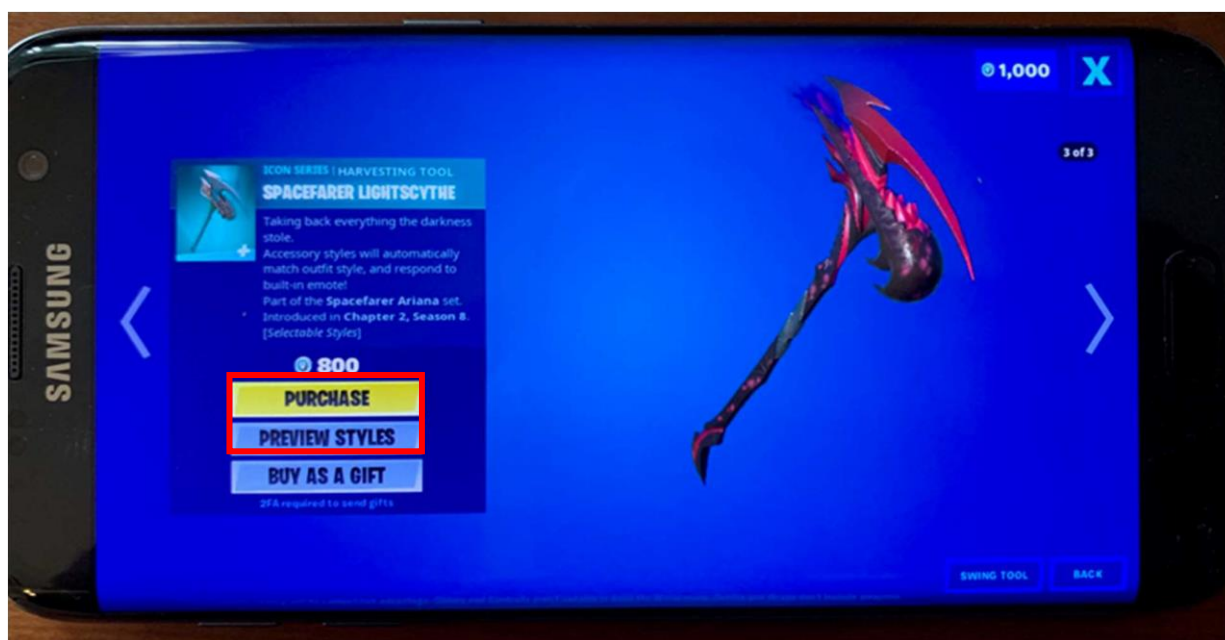 SAMSUNG
1,000
X
3 of 3
ICON SERIES | HARVESTING TOOL
SPACEFARER LIGHTSCYTHE
Taking back everything the darkness
stole.
Accessory styles will automatically
match outfit style, and respond to
built-in emote!
Part of the Spacefarer Ariana set.
Introduced in Chapter 2, Season 8.
[Selectable Styles]
800
PURCHASE
PREVIEW STYLES
BUY AS A GIFT
2FA required to send gifts
SWING TOOL
BACK